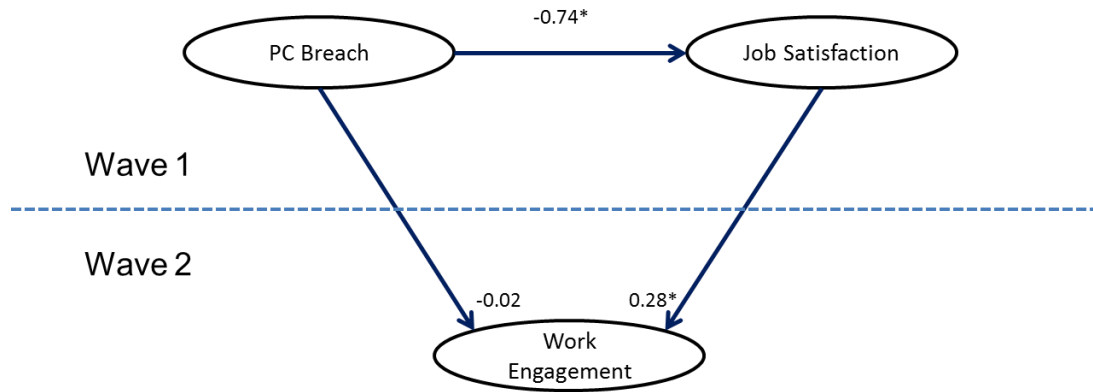 -0.74*
PC Breach
Job Satisfaction
Wave 1
Wave 2
-0.02
0.28*
Work
Engagement